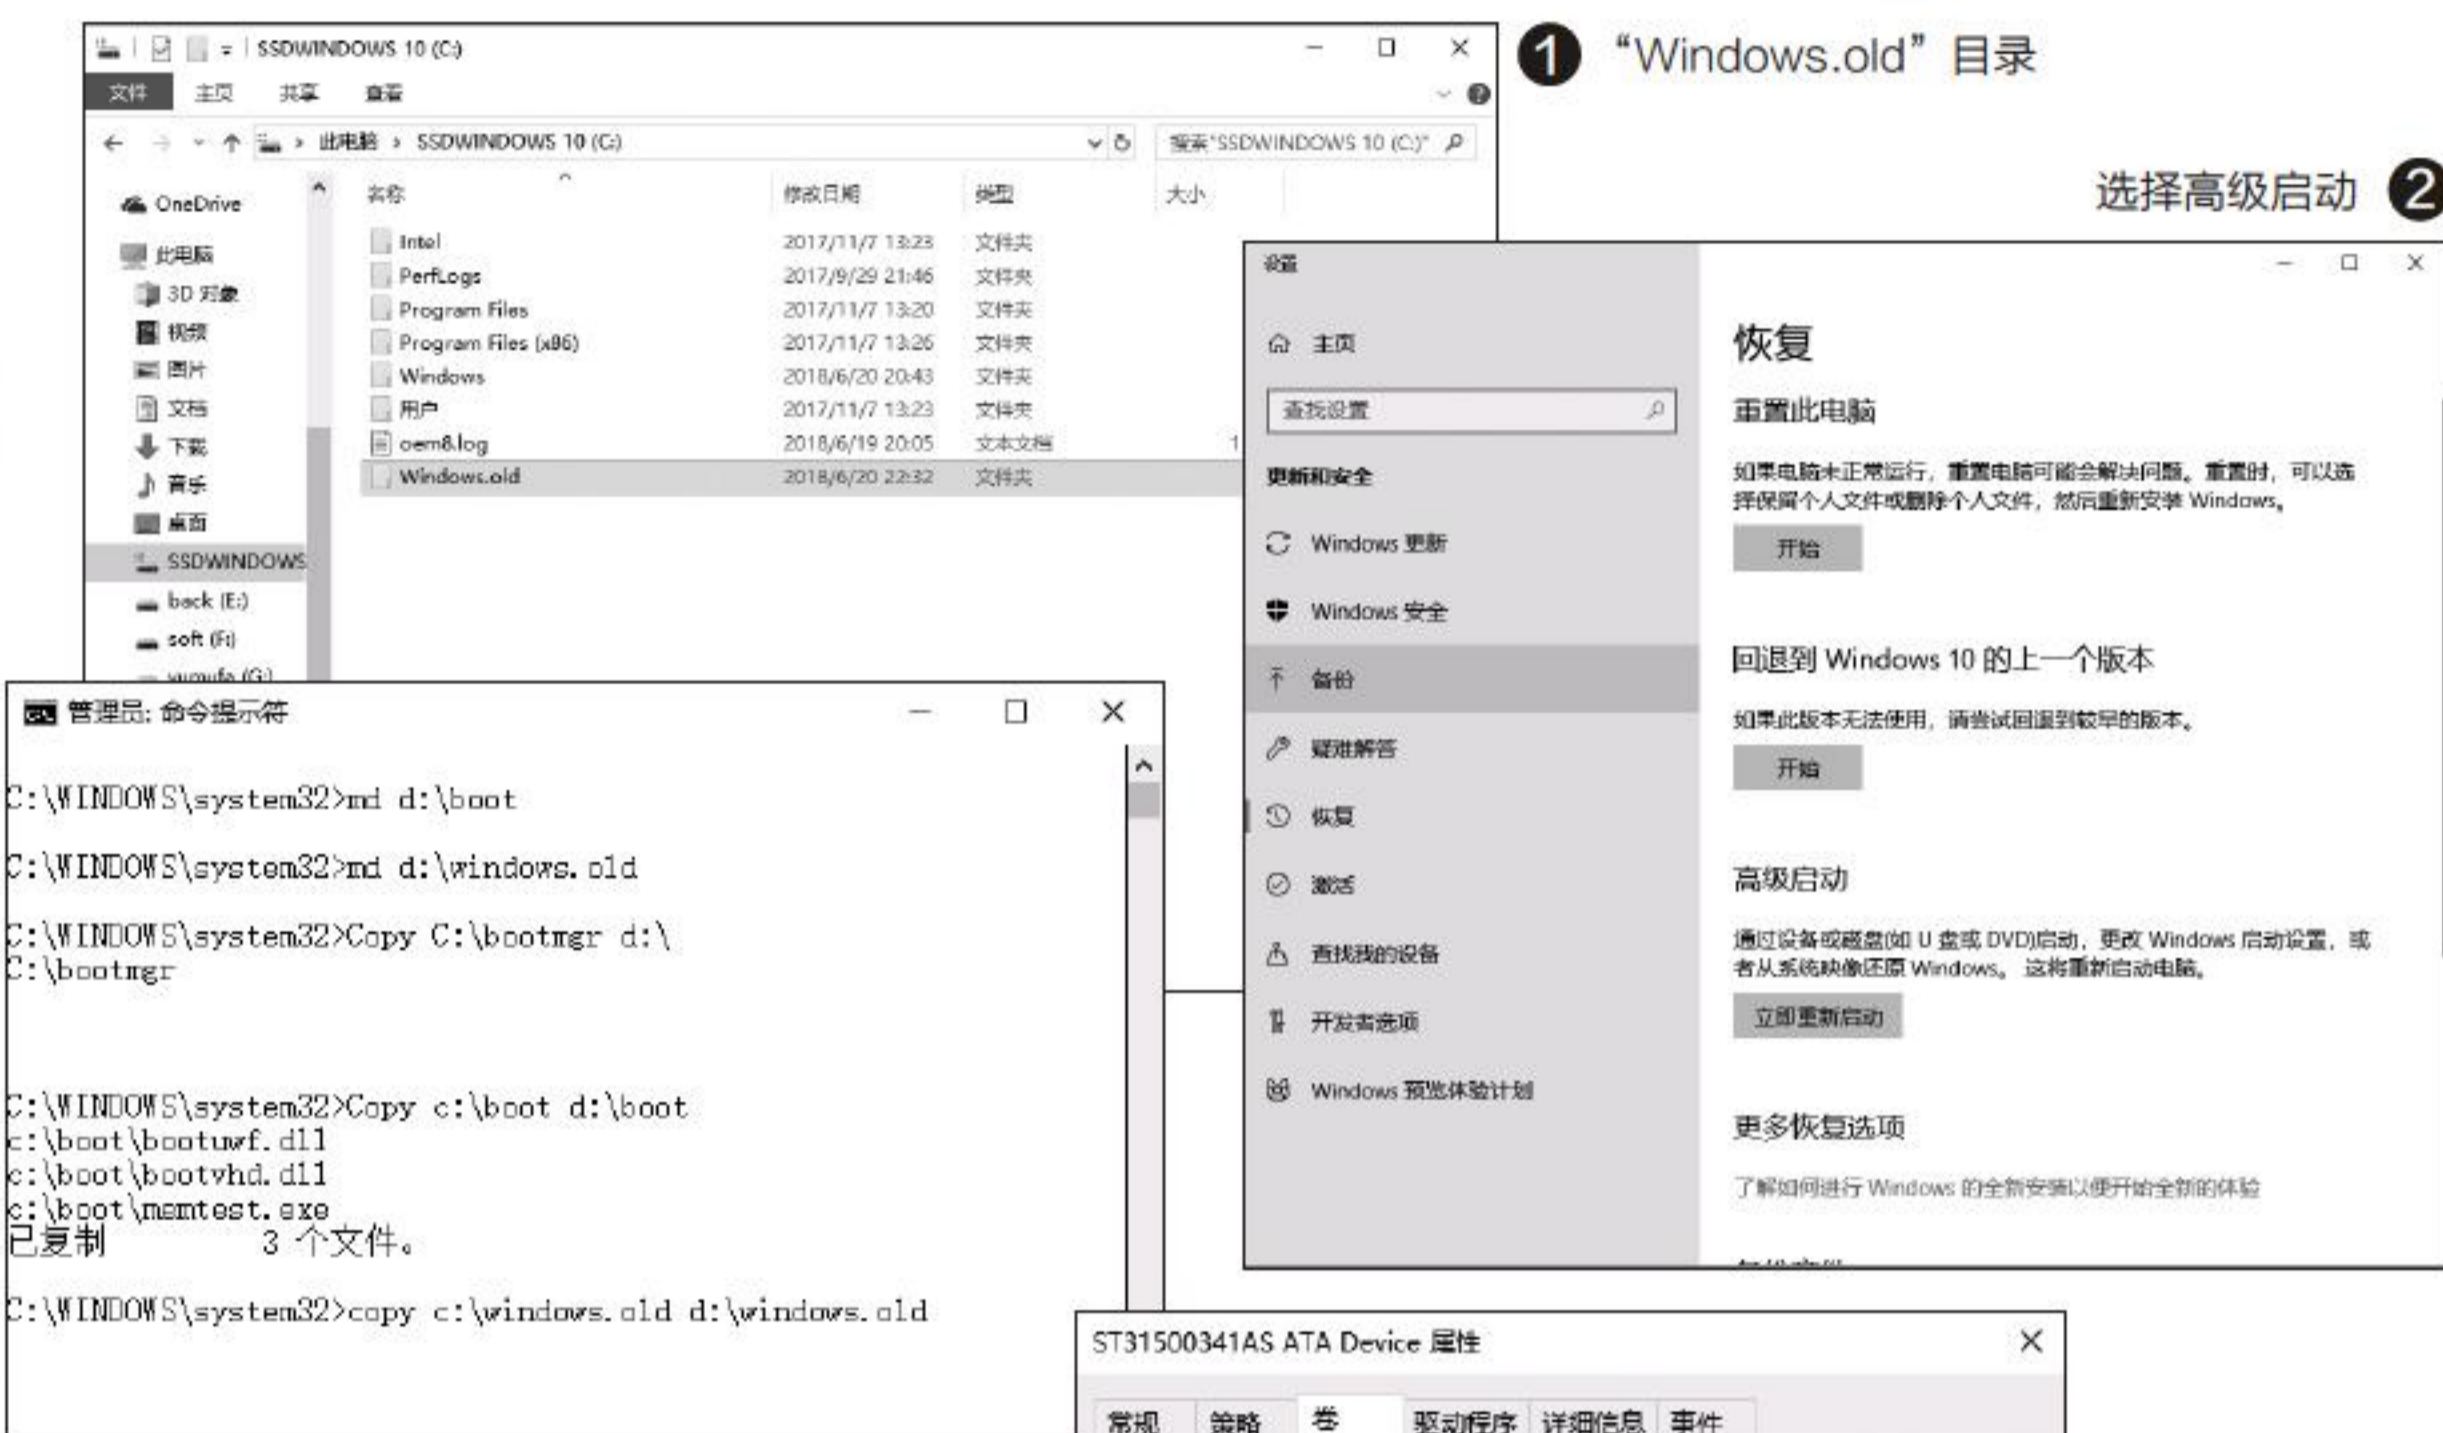 SSDWINDOWS 10 (C:)
文件 主页 共享 查看
此电脑 › SSDWINDOWS 10 (C:)
搜索"SSDWINDOWS 10 (C:)"
名称 修改日期 类型 大小
OneDrive
此电脑
3D 对象
视频
图片
文档
下载
音乐
桌面
SSDWINDOWS
back (E:)
soft (F:)
Intel 2017/11/7 13:23 文件夹
PerfLogs 2017/9/29 21:46 文件夹
Program Files 2017/11/7 13:20 文件夹
Program Files (x86) 2017/11/7 13:26 文件夹
Windows 2018/6/20 20:43 文件夹
用户 2017/11/7 13:23 文件夹
oem8.log 2018/6/19 20:05 文本文档 1
Windows.old 2018/6/20 22:32 文件夹
1 “Windows.old”目录
选择高级启动 2
设置
主页
查找设置
更新和安全
Windows 更新
Windows 安全
备份
疑难解答
恢复
激活
查找我的设备
开发者选项
Windows 预览体验计划
恢复
重置此电脑
如果电脑未正常运行，重置电脑可能会解决问题。重置时，可以选
择保留个人文件或删除个人文件，然后重新安装 Windows。
开始
回退到 Windows 10 的上一个版本
如果此版本无法使用，请尝试回退到较早的版本。
开始
高级启动
通过设备或磁盘(如 U 盘或 DVD)启动，更改 Windows 启动设置，或
者从系统映像还原 Windows。 这将重新启动电脑。
立即重新启动
更多恢复选项
了解如何进行 Windows 的全新安装以便开始全新的体验
管理员: 命令提示符
C:\WINDOWS\system32>md d:\boot
C:\WINDOWS\system32>md d:\windows.old
C:\WINDOWS\system32>Copy C:\bootmgr d:\
C:\bootmgr
C:\WINDOWS\system32>Copy c:\boot d:\boot
c:\boot\bootuwf.dll
c:\boot\bootvhd.dll
c:\boot\memtest.exe
已复制 3 个文件。
C:\WINDOWS\system32>copy c:\windows.old d:\windows.old
ST31500341AS ATA Device 属性
常规 策略 卷 驱动程序 详细信息 事件